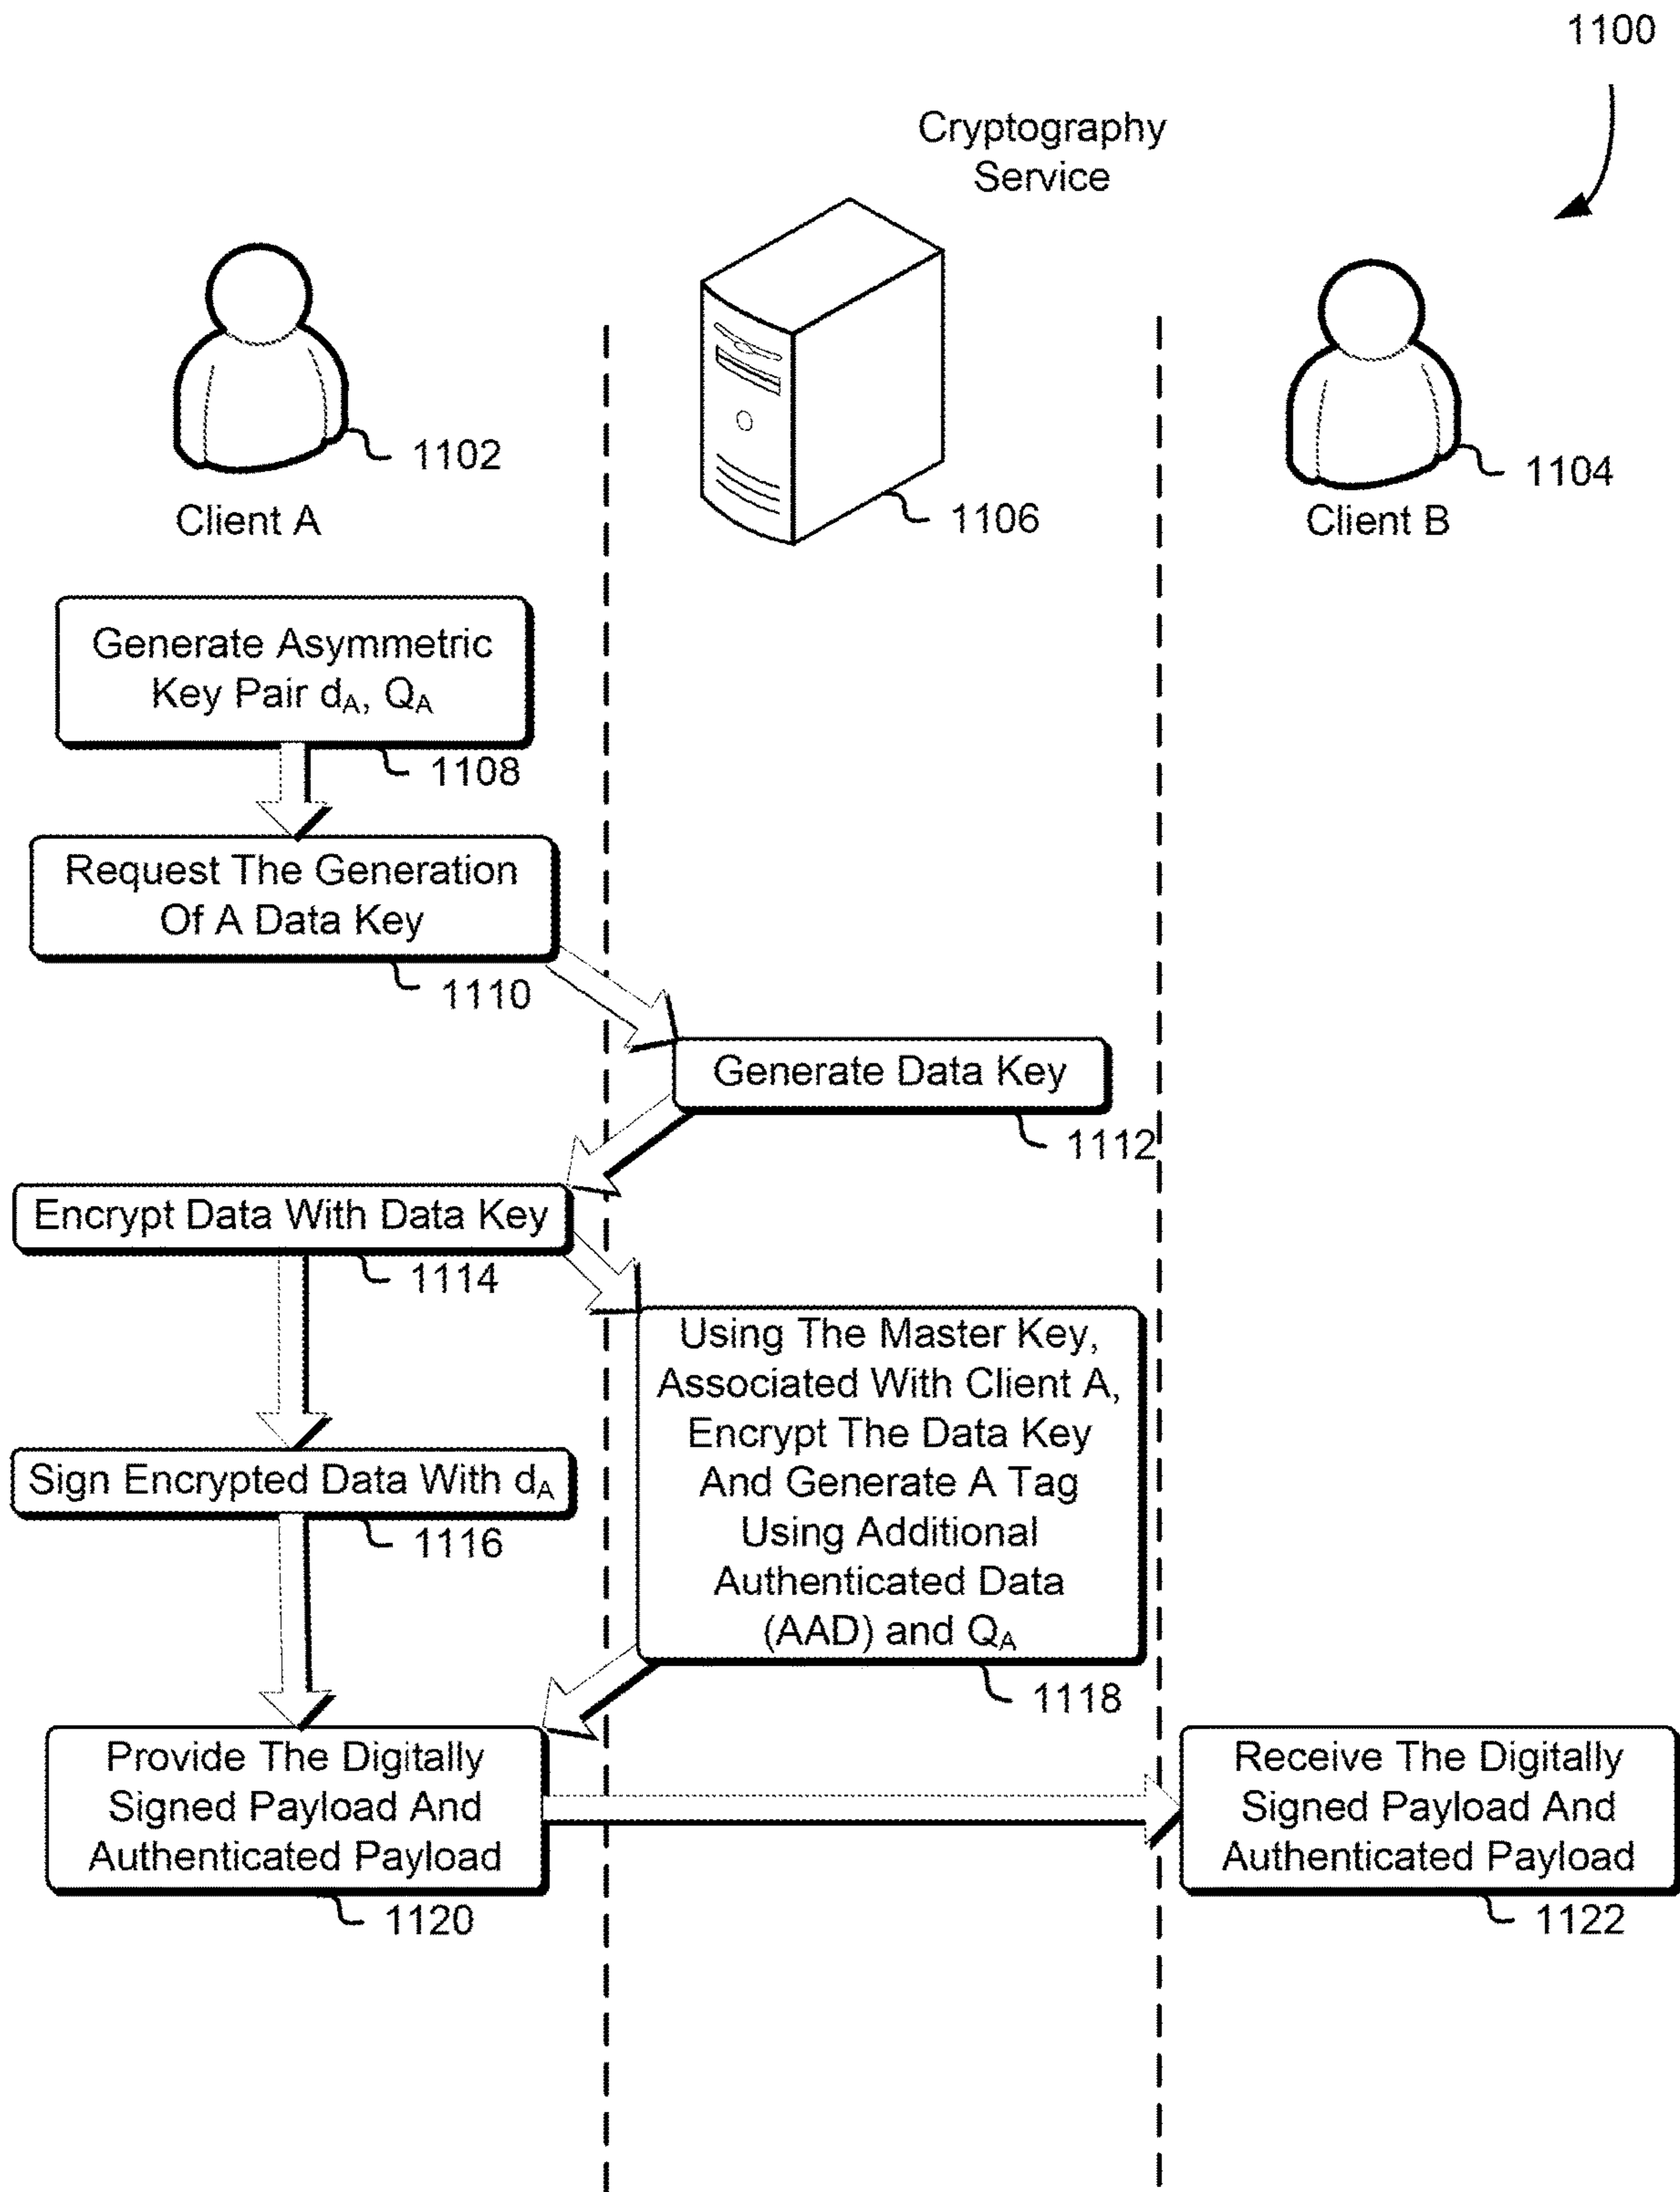 1100
Cryptography
Service
1102
Client A
1106
1104
Client B
Generate Asymmetric
Key Pair dA, QA
1108
Request The Generation
Of A Data Key
1110
Generate Data Key
1112
Encrypt Data With Data Key
1114
Using The Master Key,
Associated With Client A,
Encrypt The Data Key
And Generate A Tag
Using Additional
Authenticated Data
(AAD) and QA
1118
Sign Encrypted Data With dA
1116
Provide The Digitally
Signed Payload And
Authenticated Payload
1120
Receive The Digitally
Signed Payload And
Authenticated Payload
1122